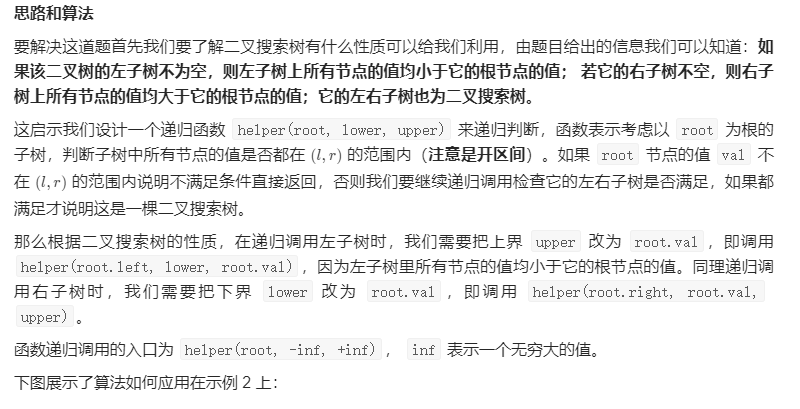 思路和算法
要解决这道题首先我们要了解二叉搜索树有什么性质可以给我们利用，由题目给出的信息我们可以知道：如
果该二叉树的左子树不为空，则左子树上所有节点的值均小于它的根节点的值； 若它的右子树不空，则右子
树上所有节点的值均大于它的根节点的值；它的左右子树也为二叉搜索树。
这启示我们设计一个递归函数 helper(root, lower, upper) 来递归判断，函数表示考虑以 root 为根的
子树，判断子树中所有节点的值是否都在 (l,r) 的范围内（注意是开区间）。如果 root 节点的值 val 不
在 (l,r) 的范围内说明不满足条件直接返回，否则我们要继续递归调用检查它的左右子树是否满足，如果都
满足才说明这是一棵二叉搜索树。
那么根据二叉搜索树的性质，在递归调用左子树时，我们需要把上界 upper 改为 root.val ，即调用
helper(root.left, lower, root.val) ，因为左子树里所有节点的值均小于它的根节点的值。同理递归调
用右子树时，我们需要把下界 lower 改为 root.val ，即调用 helper(root.right, root.val,
upper) 。
函数递归调用的入口为 helper(root, -inf, +inf) ， inf 表示一个无穷大的值。
下图展示了算法如何应用在示例 2 上：